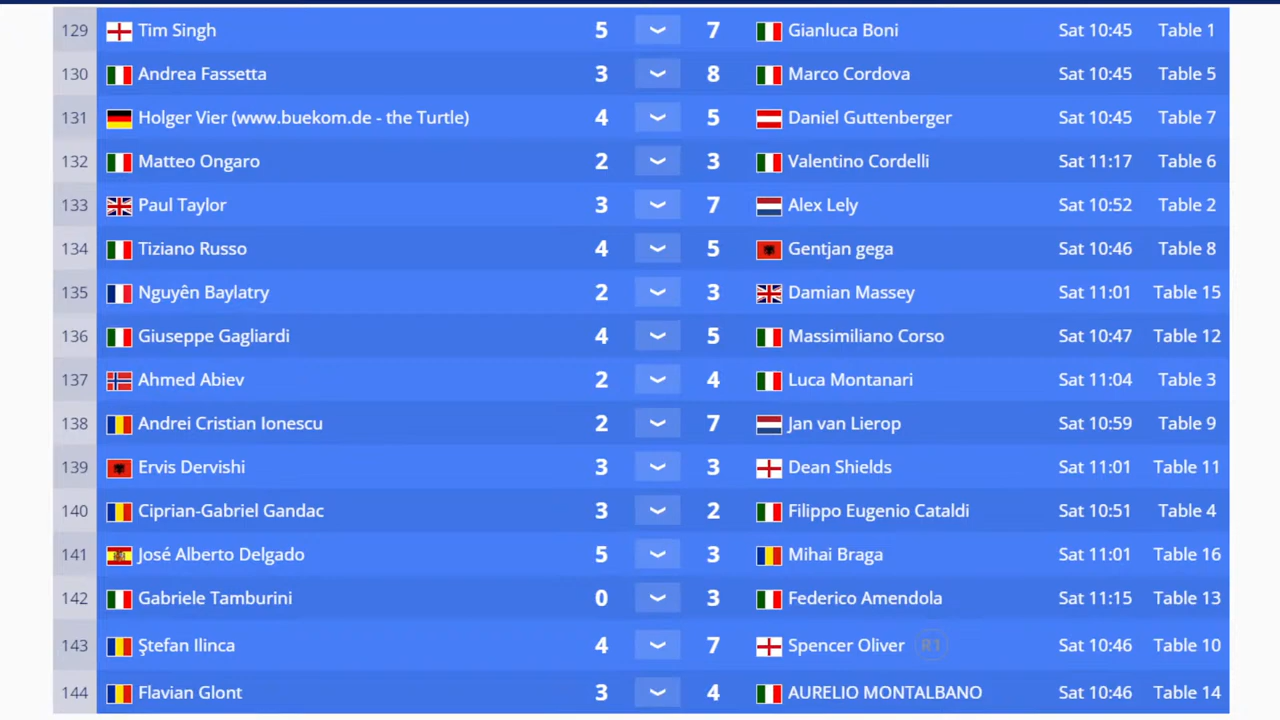 129 Tim Singh 5 7 Gianluca Boni Sat 10:45 Table 1
130 Andrea Fassetta 3 8 Marco Cordova Sat 10:45 Table 5
131 Holger Vier (www.buekom.de - the Turtle) 4 5 Daniel Guttenberger Sat 10:45 Table 7
132 Matteo Ongaro 2 3 Valentino Cordelli Sat 11:17 Table 6
133 Paul Taylor 3 7 Alex Lely Sat 10:52 Table 2
134 Tiziano Russo 4 5 Gentjan gega Sat 10:46 Table 8
135 Nguyên Baylatry 2 3 Damian Massey Sat 11:01 Table 15
136 Giuseppe Gagliardi 4 5 Massimiliano Corso Sat 10:47 Table 12
137 Ahmed Abiev 2 4 Luca Montanari Sat 11:04 Table 3
138 Andrei Cristian Ionescu 2 7 Jan van Lierop Sat 10:59 Table 9
139 Ervis Dervishi 3 3 Dean Shields Sat 11:01 Table 11
140 Ciprian-Gabriel Gandac 3 2 Filippo Eugenio Cataldi Sat 10:51 Table 4
141 José Alberto Delgado 5 3 Mihai Braga Sat 11:01 Table 16
142 Gabriele Tamburini 0 3 Federico Amendola Sat 11:15 Table 13
143 Ştefan Ilinca 4 7 Spencer Oliver R1 Sat 10:46 Table 10
144 Flavian Glont 3 4 AURELIO MONTALBANO Sat 10:46 Table 14